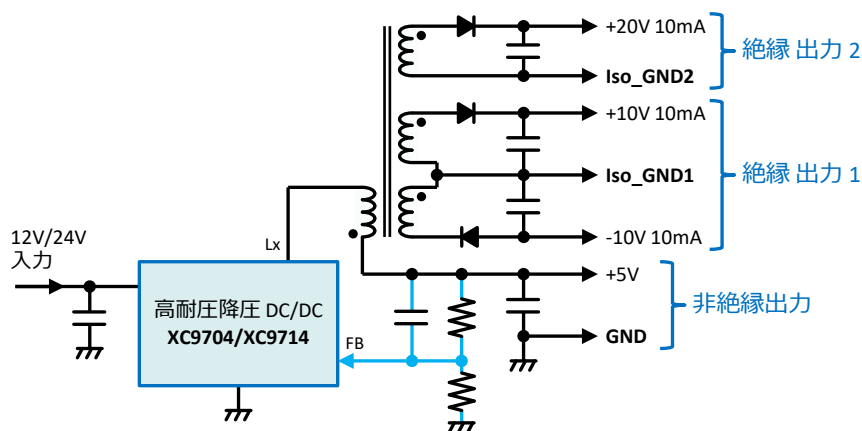 +20V 10mA
Iso_GND2
絶縁 出力 2
+10V 10mA
Iso_GND1
-10V 10mA
絶縁 出力 1
Lx
12V/24V
入力
高耐圧降圧 DC/DC
XC9704/XC9714
FB
+5V
GND
非絶縁出力